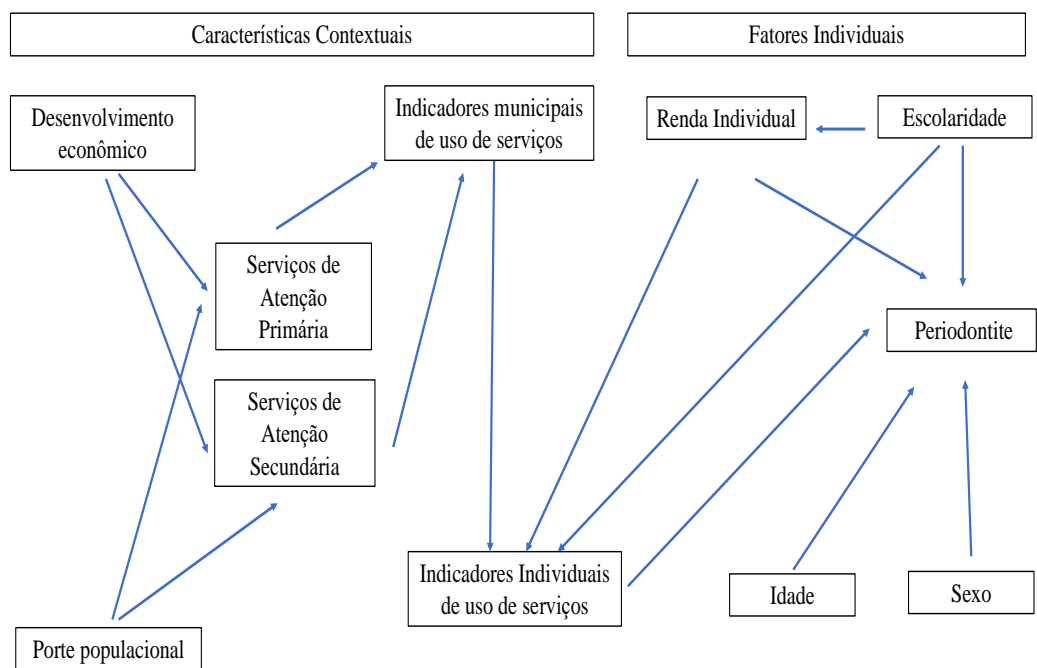 Características Contextuais
Fatores Individuais
Desenvolvimento
econômico
Indicadores municipais
de uso de serviços
Renda Individual
Escolaridade
Serviços de
Atenção
Primária
Periodontite
Serviços de
Atenção
Secundária
Indicadores Individuais
de uso de serviços
Idade
Sexo
Porte populacional